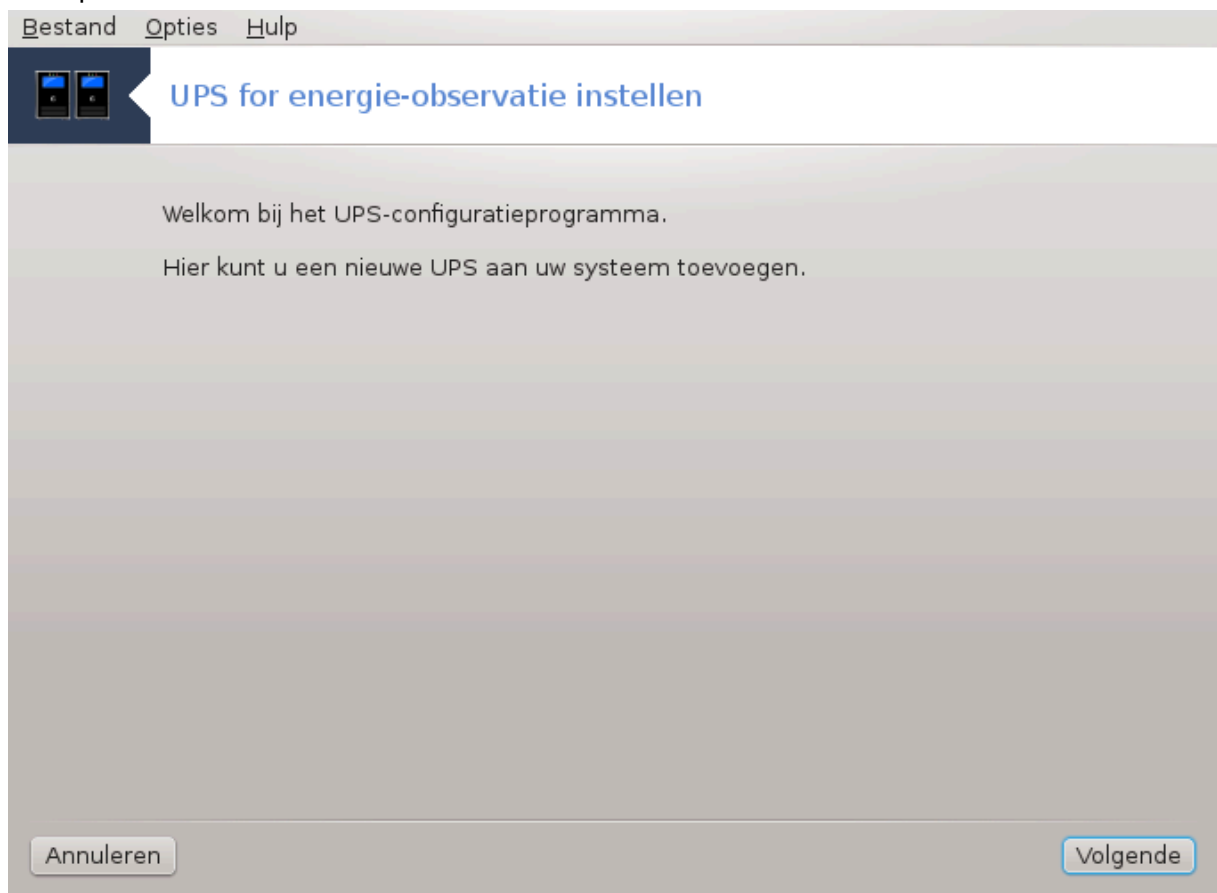 Bestand Opties Hulp
UPS for energie-observatie instellen
Welkom bij het UPS-configuratieprogramma.
Hier kunt u een nieuwe UPS aan uw systeem toevoegen.
Annuleren Volgende